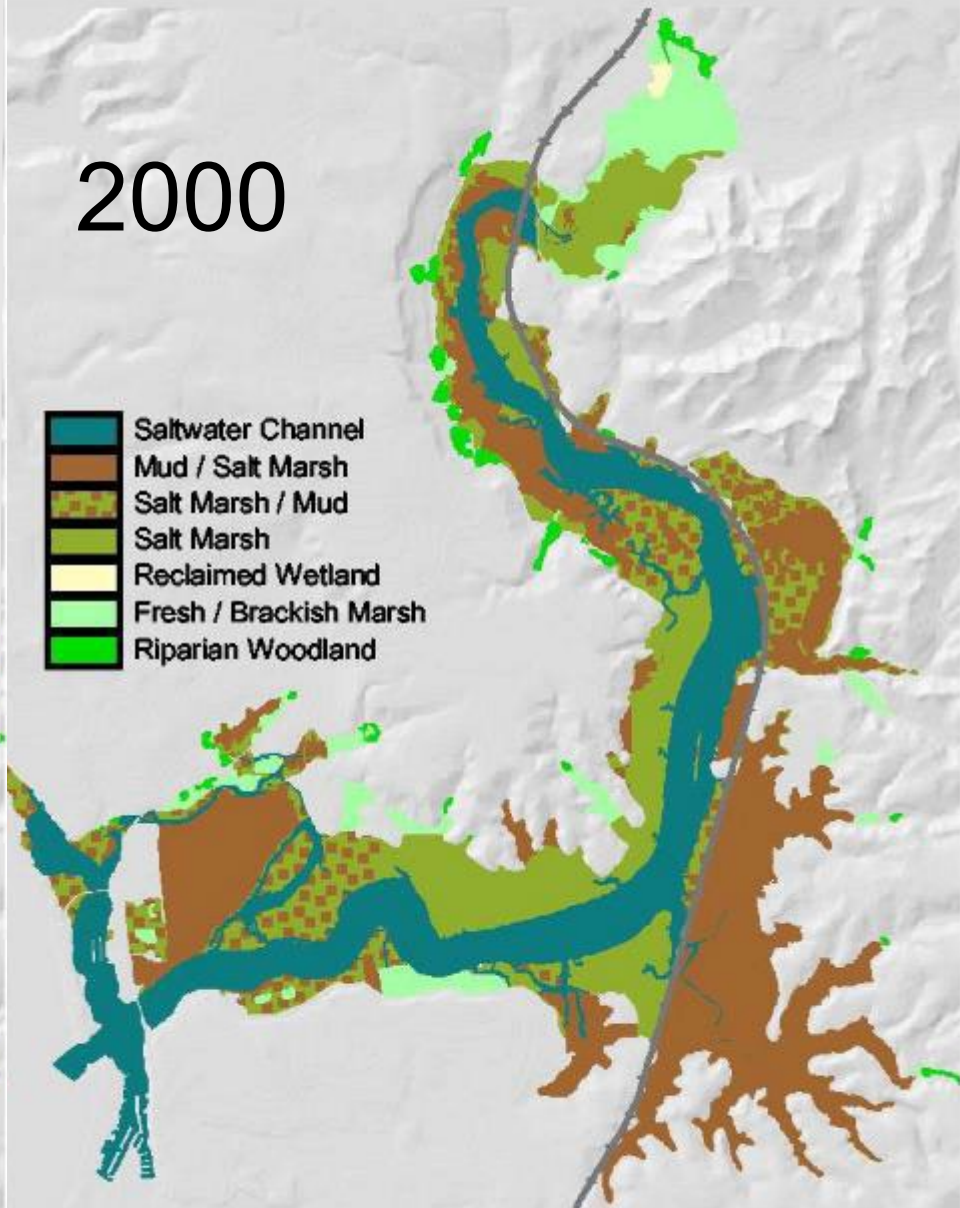 2000
Saltwater Channel
Mud / Salt Marsh
Salt Marsh / Mud
Salt Marsh
Reclaimed Wetland
Fresh / Brackish Marsh
Riparian Woodland